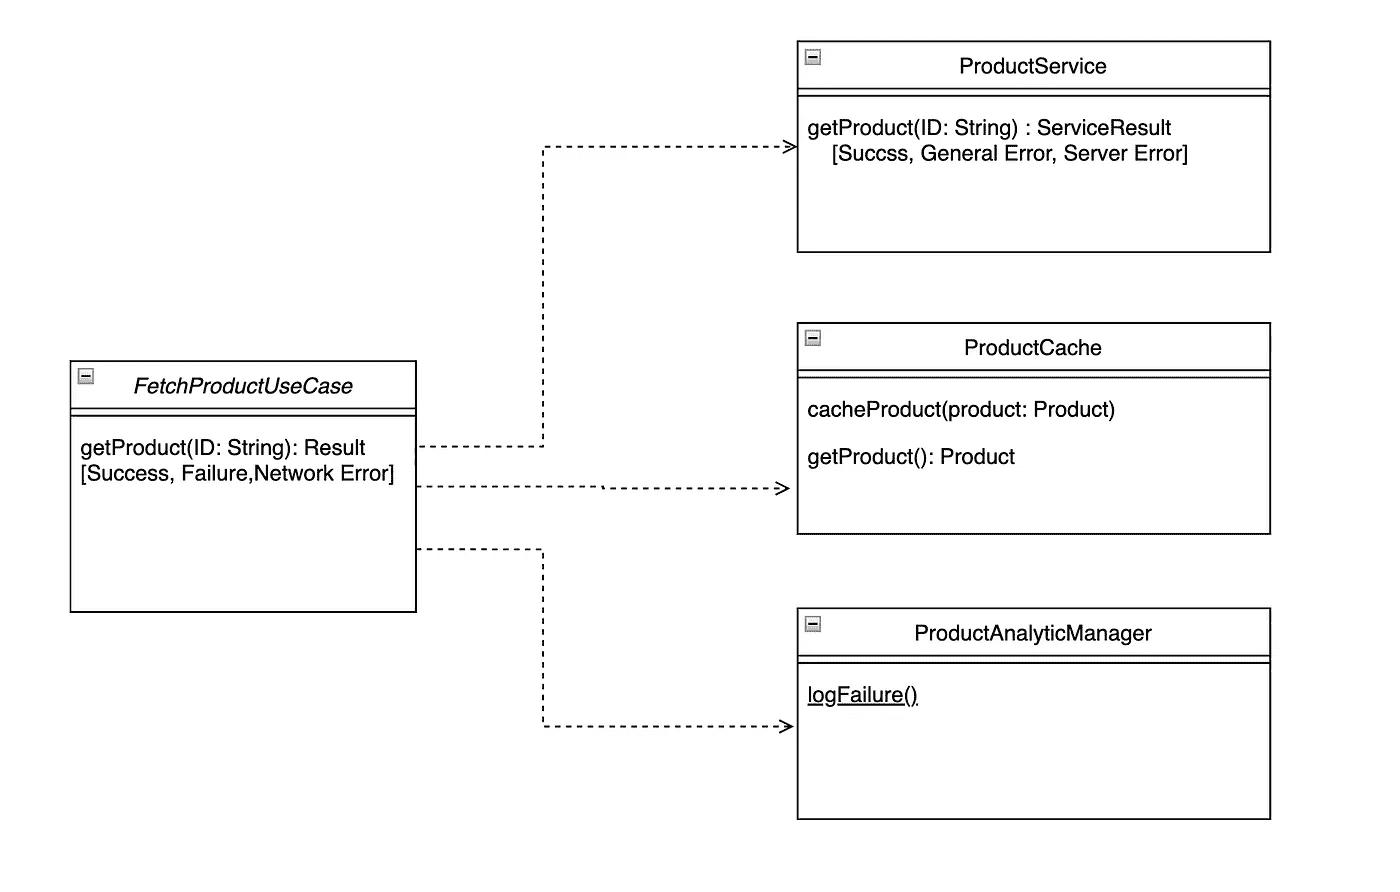 ProductService
getProduct(ID: String) : ServiceResult
[Succss, General Error, Server Error]
ProductCache
cacheProduct(product: Product)
getProduct(): Product
FetchProductUseCase
getProduct(ID: String): Result
[Success, Failure,Network Error]
ProductAnalyticManager
logFailure()